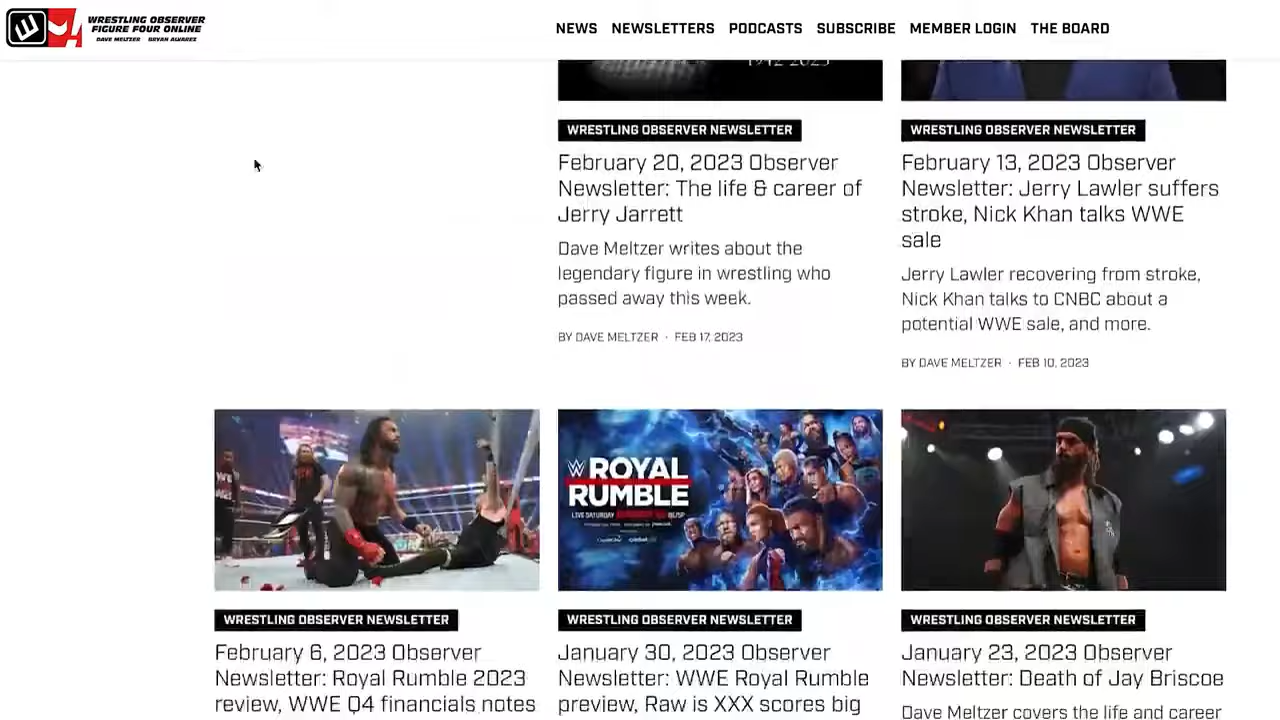 WRESTLING OBSERVER
FIGURE FOUR ONLINE
DAVE MELTZER BRYAN ALVAREZ
NEWS NEWSLETTERS PODCASTS SUBSCRIBE MEMBER LOGIN THE BOARD
1942-2023
WRESTLING OBSERVER NEWSLETTER
February 20, 2023 Observer
Newsletter: The life & career of
Jerry Jarrett
Dave Meltzer writes about the
legendary figure in wrestling who
passed away this week.
BY DAVE MELTZER · FEB 17, 2023
WRESTLING OBSERVER NEWSLETTER
February 13, 2023 Observer
Newsletter: Jerry Lawler suffers
stroke, Nick Khan talks WWE
sale
Jerry Lawler recovering from stroke,
Nick Khan talks to CNBC about a
potential WWE sale, and more.
BY DAVE MELTZER · FEB 10, 2023
WRESTLING OBSERVER NEWSLETTER
February 6, 2023 Observer
Newsletter: Royal Rumble 2023
review, WWE Q4 financials notes
W ROYAL
RUMBLE
LIVE SATURDAY
WRESTLING OBSERVER NEWSLETTER
January 30, 2023 Observer
Newsletter: WWE Royal Rumble
preview, Raw is XXX scores big
WRESTLING OBSERVER NEWSLETTER
January 23, 2023 Observer
Newsletter: Death of Jay Briscoe
Dave Meltzer covers the life and career